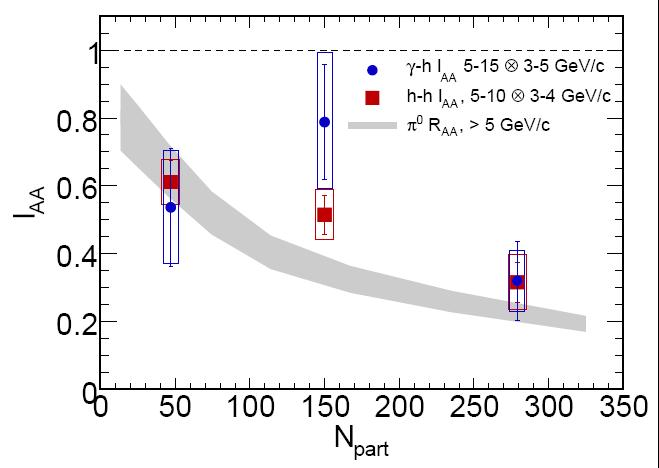 γ-h I_AA 5-15 ⊗ 3-5 GeV/c
h-h I_AA, 5-10 ⊗ 3-4 GeV/c
π⁰ R_AA, > 5 GeV/c
I_AA
1
0.8
0.6
0.4
0.2
0
0 50 100 150 200 250 300 350
N_part